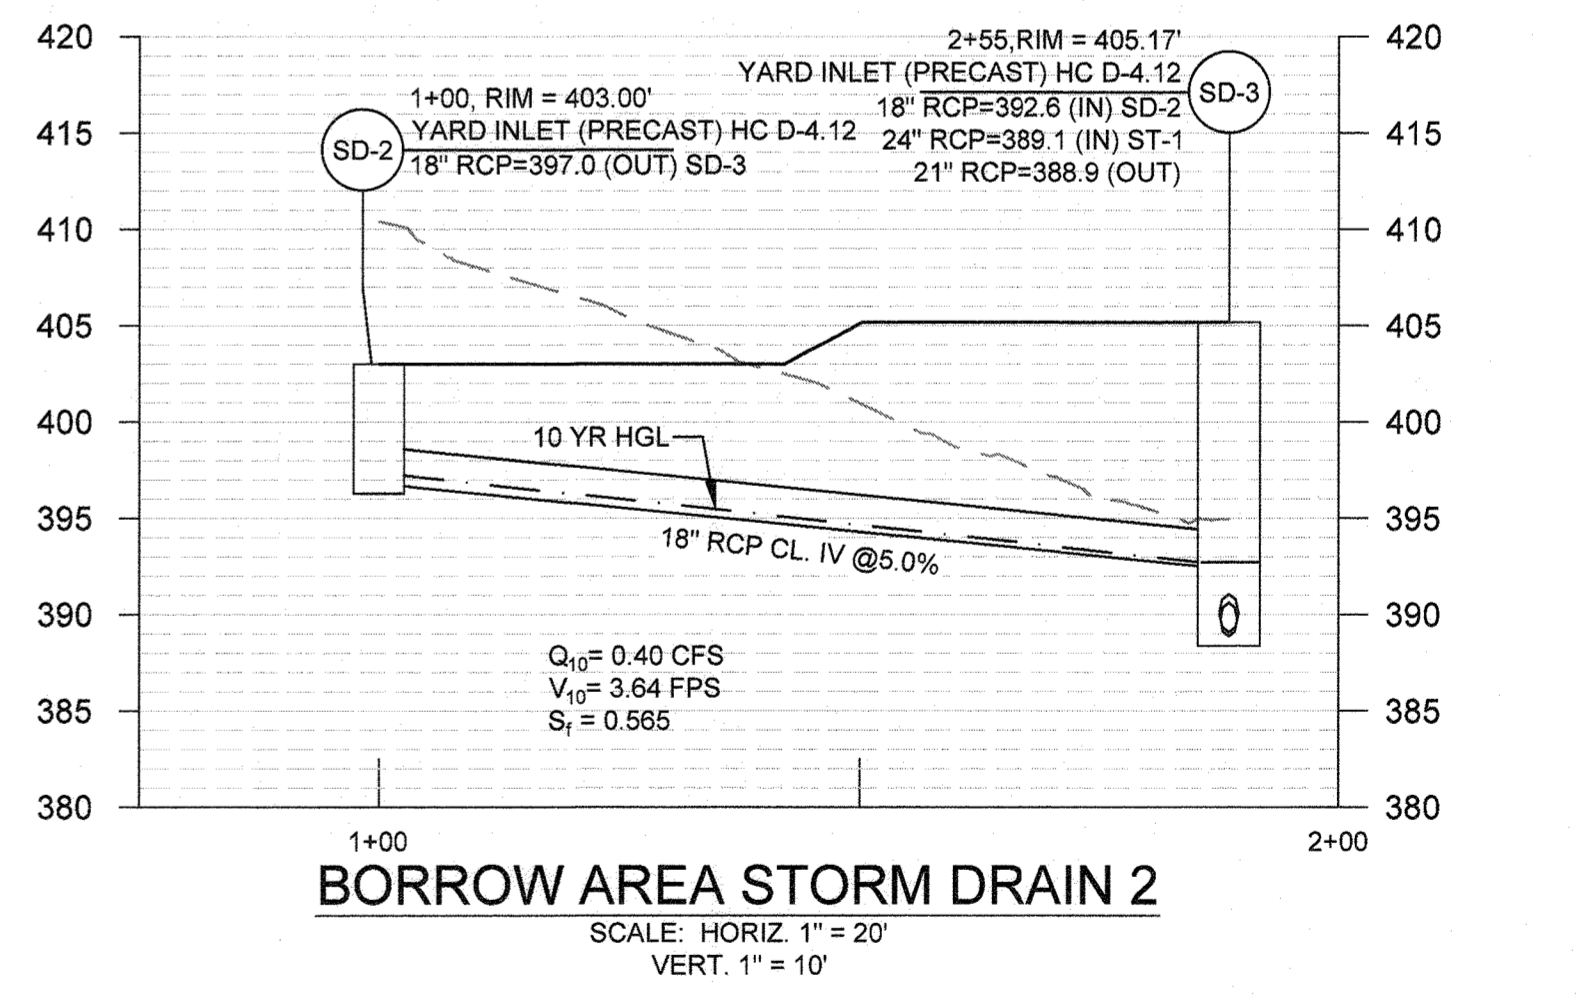 420
415
410
405
400
395
390
385
380
SD-2
1+00, RIM = 403.00'
YARD INLET (PRECAST) HC D-4.12
18" RCP=397.0 (OUT) SD-3
2+55,RIM = 405.17'
YARD INLET (PRECAST) HC D-4.12
18" RCP=392.6 (IN) SD-2
24" RCP=389.1 (IN) ST-1
21" RCP=388.9 (OUT)
SD-3
10 YR HGL
18" RCP CL. IV @5.0%
Q10= 0.40 CFS
V10= 3.64 FPS
Sf = 0.565
420
415
410
405
400
395
390
385
380
1+00
2+00
BORROW AREA STORM DRAIN 2
SCALE: HORIZ. 1" = 20'
VERT. 1" = 10'